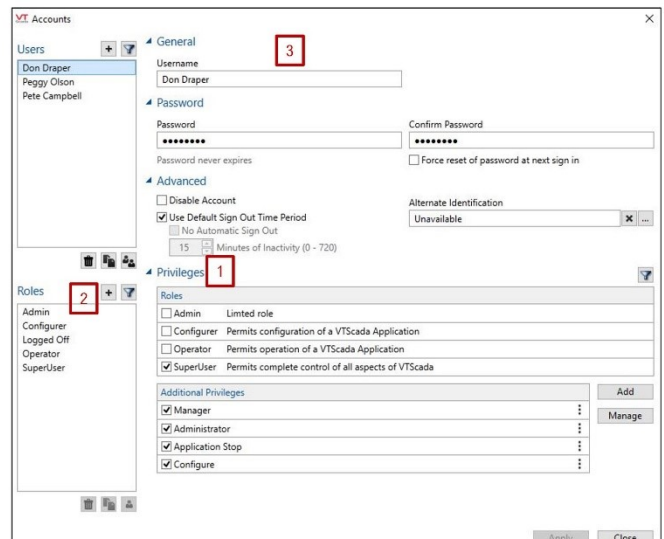 VT Accounts
Users
Don Draper
Peggy Olson
Pete Campbell
General
3
Username
Don Draper
Password
Password
Confirm Password
Password never expires
Force reset of password at next sign in
Advanced
Disable Account
Alternate Identification
Use Default Sign Out Time Period
Unavailable
No Automatic Sign Out
15 Minutes of Inactivity (0 - 720)
Privileges
1
Roles
2
Admin
Configurer
Logged Off
Operator
SuperUser
Roles
Admin Limted role
Configurer Permits configuration of a VTScada Application
Operator Permits operation of a VTScada Application
SuperUser Permits complete control of all aspects of VTScada
Additional Privileges
Add
Manager
Manage
Administrator
Application Stop
Configure
Apply
Close